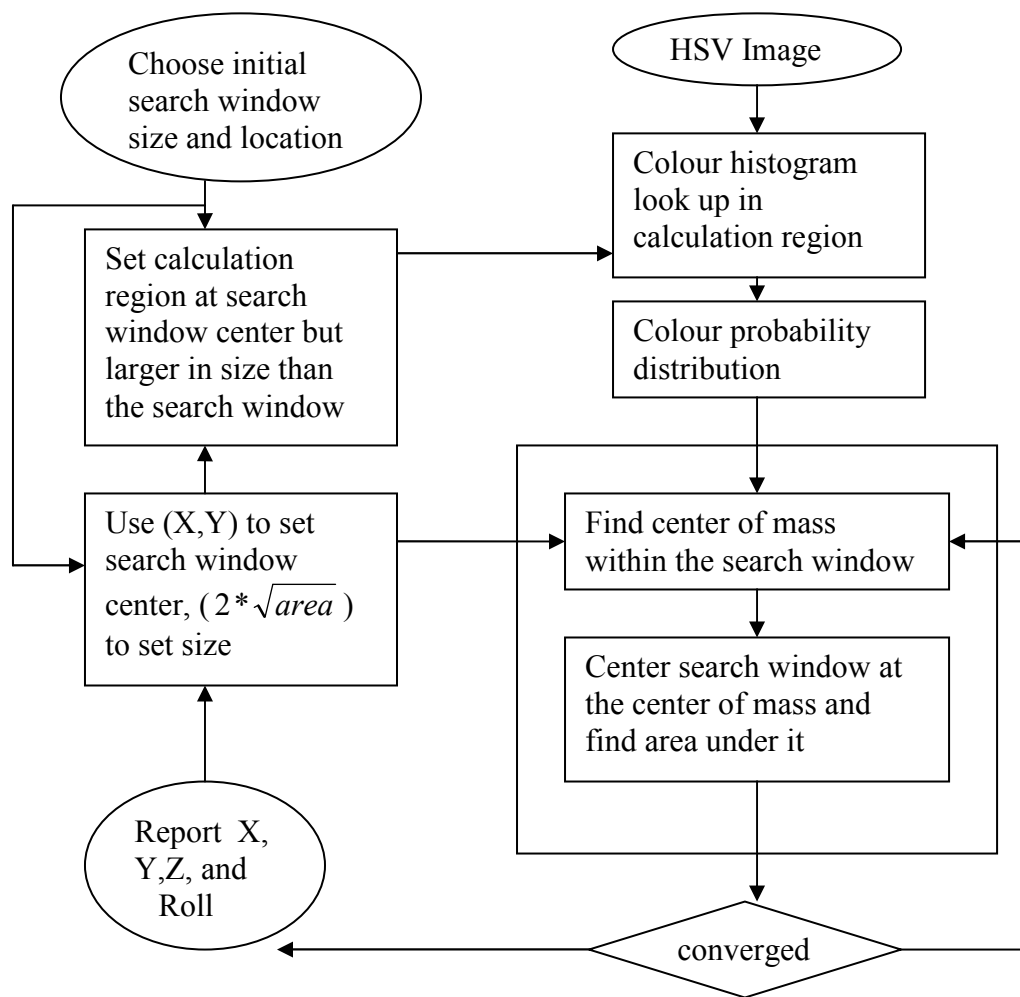 Choose initial
search window
size and location
HSV Image
Colour histogram
look up in
calculation region
Set calculation
region at search
window center but
larger in size than
the search window
Colour probability
distribution
Use (X,Y) to set
search window
center, ( 2 * √area )
to set size
Find center of mass
within the search window
Center search window at
the center of mass and
find area under it
Report X,
Y,Z, and
Roll
converged